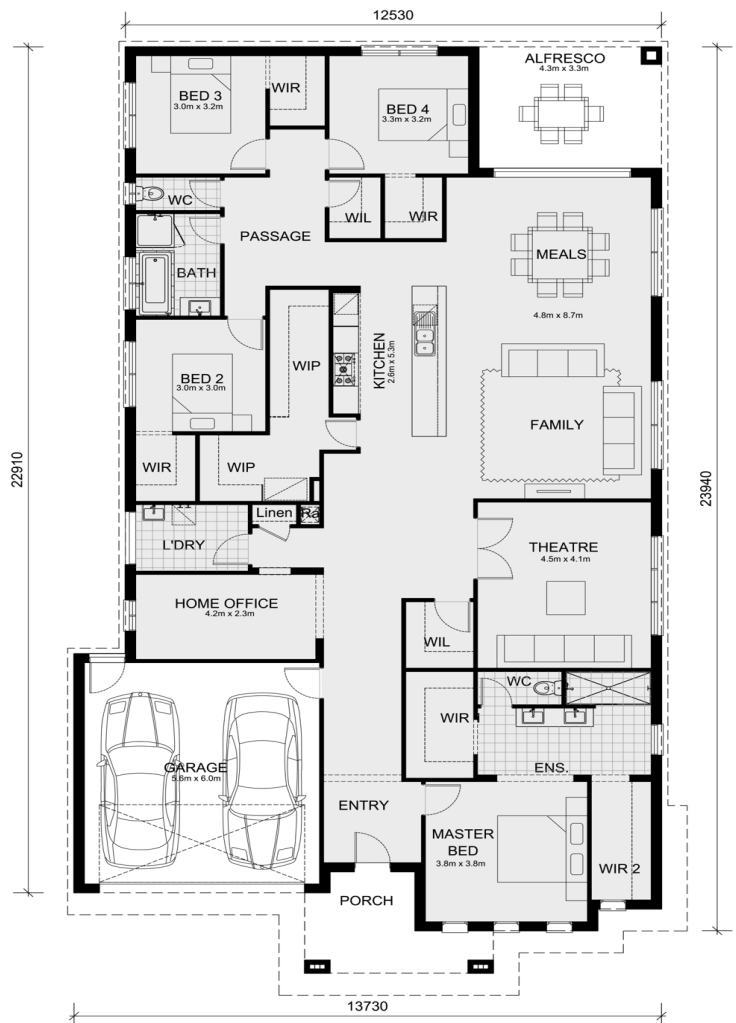 12530
ALFRESCO
4.3m x 3.3m
BED 3
3.0m x 3.2m
WIR
BED 4
3.3m x 3.2m
WC
WIL
WIR
PASSAGE
BATH
MEALS
4.8m x 8.7m
KITCHEN
2.6m x 5.3m
WIP
BED 2
3.0m x 3.0m
FAMILY
WIR
WIP
22910
23940
Linen
L'DRY
THEATRE
4.5m x 4.1m
HOME OFFICE
4.2m x 2.3m
WIL
WC
WIR
GARAGE
5.6m x 6.0m
ENS.
ENTRY
MASTER
BED
3.8m x 3.8m
WIR 2
PORCH
13730